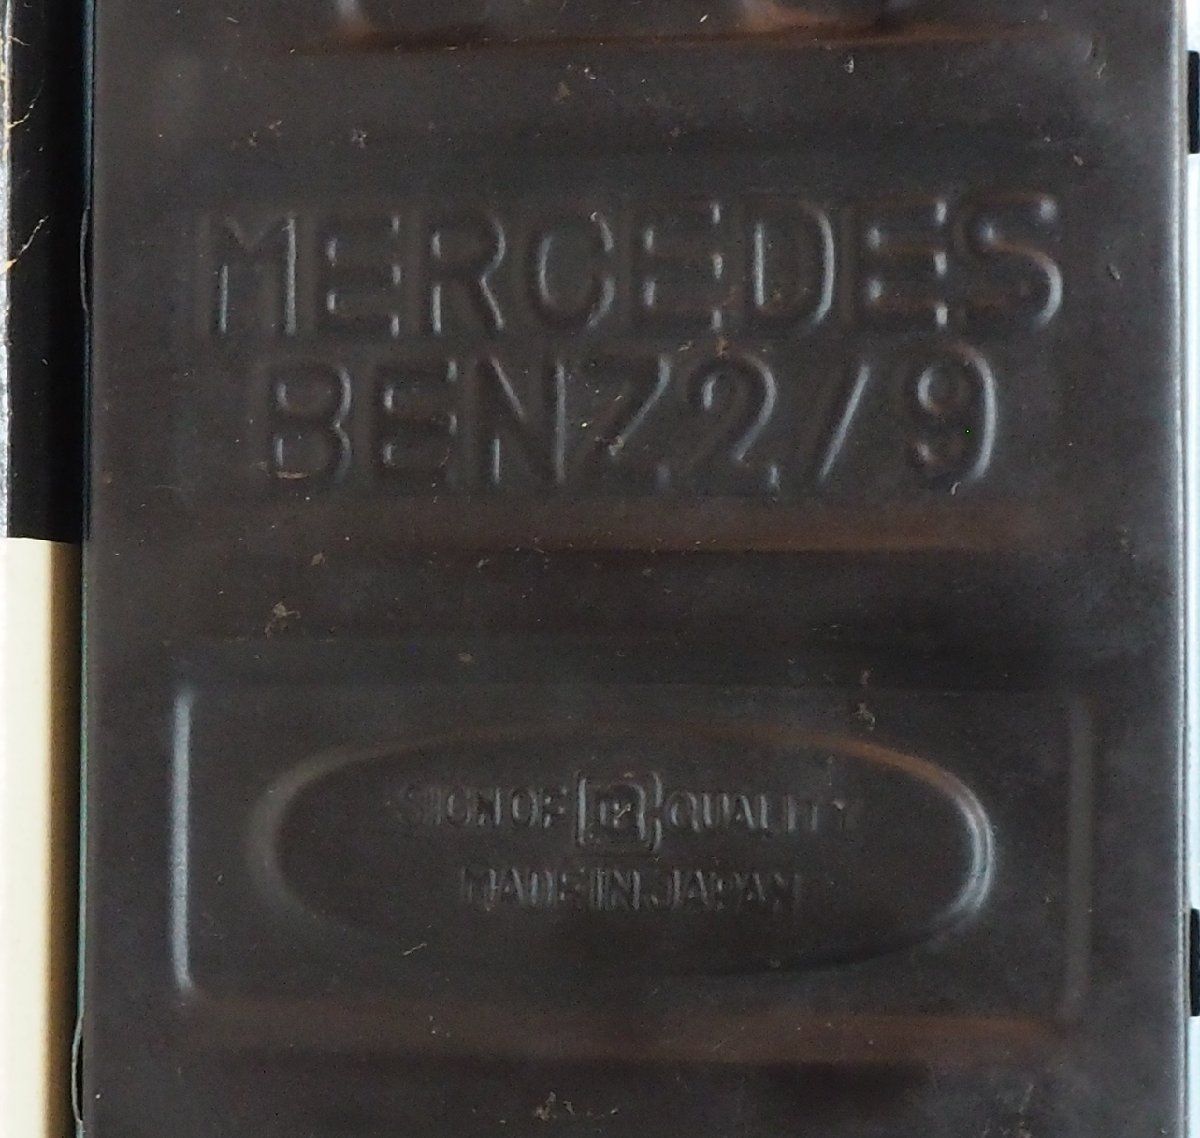 MERCEDES
BENZ2/9
SIGN OF QUALITY
MADE IN JAPAN